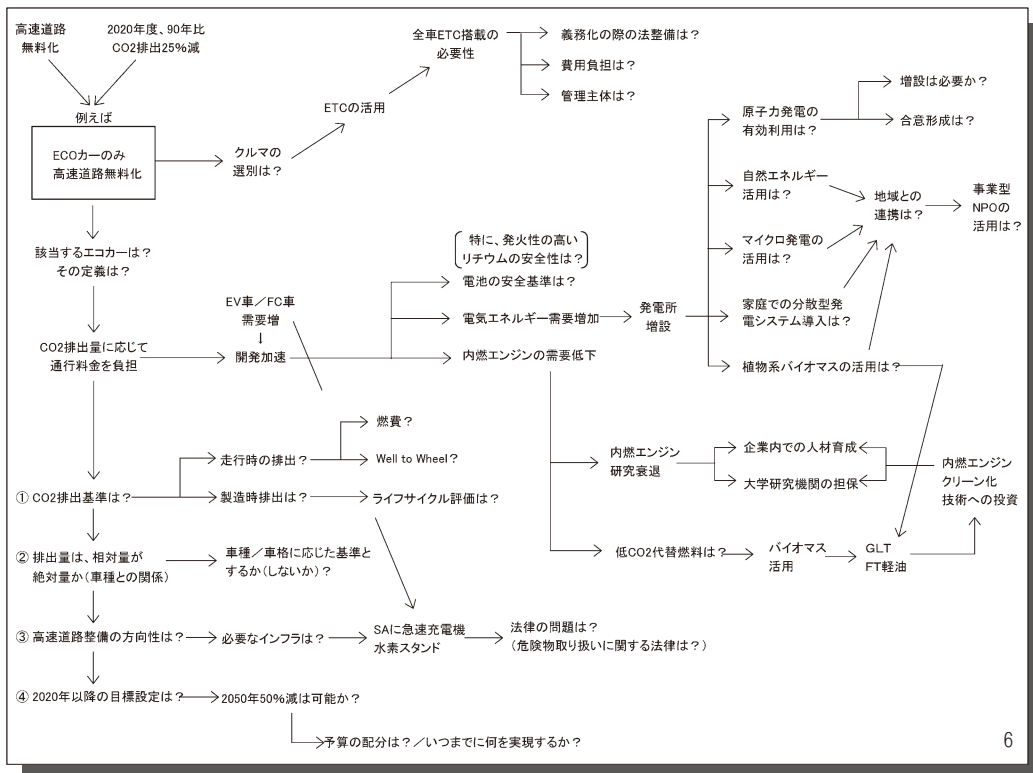 高速道路
無料化
2020年度、90年比
CO2排出25%減
例えば
ECOカーのみ
高速道路無料化
クルマの
選別は？
ETCの活用
全車ETC搭載の
必要性
義務化の際の法整備は？
費用負担は？
管理主体は？
該当するエコカーは？
その定義は？
CO2排出量に応じて
通行料金を負担
EV車／FC車
需要増
開発加速
特に、発火性の高い
リチウムの安全性は？
電池の安全基準は？
電気エネルギー需要増加
内燃エンジンの需要低下
発電所
増設
原子力発電の
有効利用は？
増設は必要か？
合意形成は？
自然エネルギー
活用は？
マイクロ発電の
活用は？
家庭での分散型発
電システム導入は？
植物系バイオマスの活用は？
地域との
連携は？
事業型
NPOの
活用は？
内燃エンジン
研究衰退
企業内での人材育成
大学研究機関の担保
内燃エンジン
クリーン化
技術への投資
低CO2代替燃料は？
バイオマス
活用
GLT
FT軽油
① CO2排出基準は？
走行時の排出？
燃費？
Well to Wheel？
製造時排出は？
ライフサイクル評価は？
② 排出量は、相対量が
絶対量か（車種との関係）
車種／車格に応じた基準と
するか（しないか）？
③ 高速道路整備の方向性は？
必要なインフラは？
SAに急速充電機
水素スタンド
法律の問題は？
（危険物取り扱いに関する法律は？）
④ 2020年以降の目標設定は？
2050年50%減は可能か？
予算の配分は？／いつまでに何を実現するか？
6